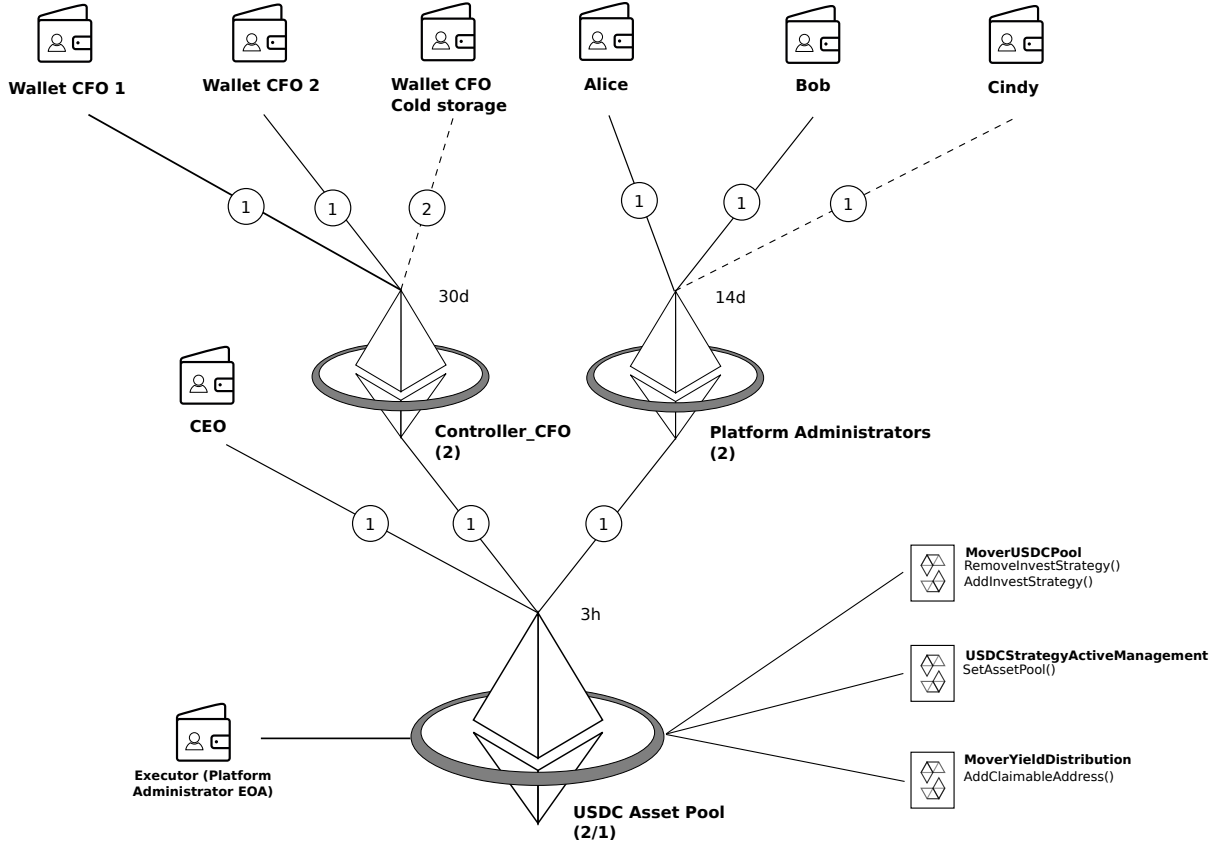 Wallet CFO 1
Wallet CFO 2
Wallet CFO
Cold storage
Alice
Bob
Cindy
1
1
2
1
1
1
30d
14d
CEO
Controller_CFO
(2)
Platform Administrators
(2)
1
1
1
3h
MoverUSDCPool
RemoveInvestStrategy()
AddInvestStrategy()
USDCStrategyActiveManagement
SetAssetPool()
MoverYieldDistribution
AddClaimableAddress()
Executor (Platform
Administrator EOA)
USDC Asset Pool
(2/1)